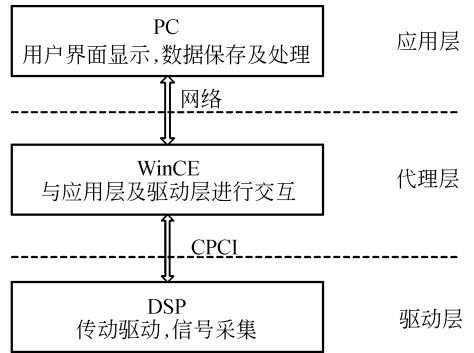 PC
用户界面显示,数据保存及处理
应用层
网络
WinCE
与应用层及驱动层进行交互
代理层
CPCI
DSP
传动驱动,信号采集
驱动层